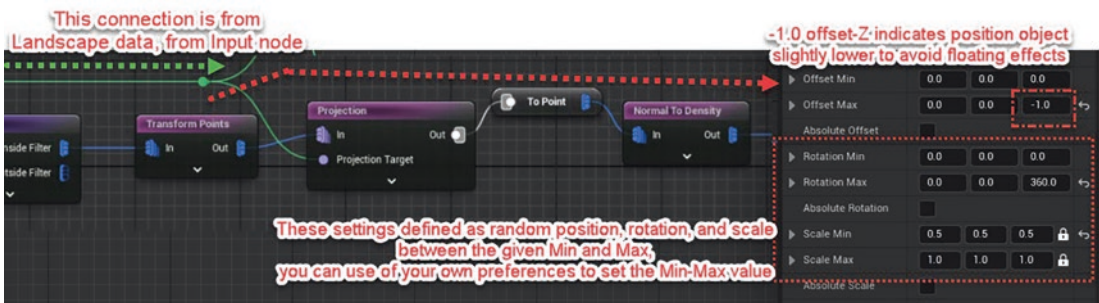 This connection is from
Landscape data, from Input node
-1.0 offset-Z indicates position object
slightly lower to avoid floating effects
Offset Min 0.0 0.0 0.0
Offset Max 0.0 0.0 -1.0
Absolute Offset
Rotation Min 0.0 0.0 0.0
Rotation Max 0.0 0.0 360.0
Absolute Rotation
Scale Min 0.5 0.5 0.5
Scale Max 1.0 1.0 1.0
Absolute Scale
nside Filter
tside Filter
Transform Points
In Out
Projection
In Out
Projection Target
To Point
Normal To Density
In Out
These settings defined as random position, rotation, and scale
between the given Min and Max,
you can use of your own preferences to set the Min-Max value